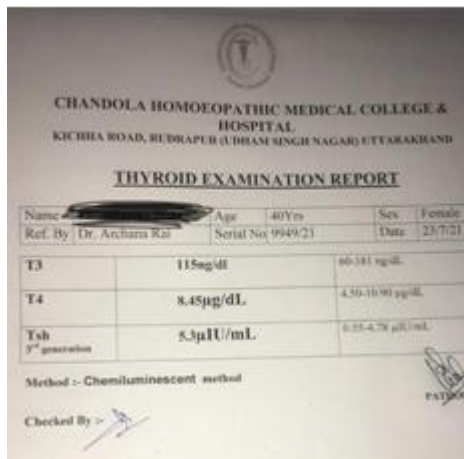 CHANDOLA HOMOEOPATHIC MEDICAL COLLEGE &
HOSPITAL
KICHHA ROAD, RUDRAPUR (UDHAM SINGH NAGAR) UTTARAKHAND
THYROID EXAMINATION REPORT
Name Age 40Yrs Sex Female
Ref. By Dr. Archana Rai Serial No 9949/21 Date 23/7/21
T3 115ng/dl 60-181 ng/dL
T4 8.45µg/dL 4.50-10.90 µg/dL
Tsh 5.3µIU/mL 0.55-4.78 µIU/mL
3rd generation
Method :- Chemiluminescent method
Checked By :-